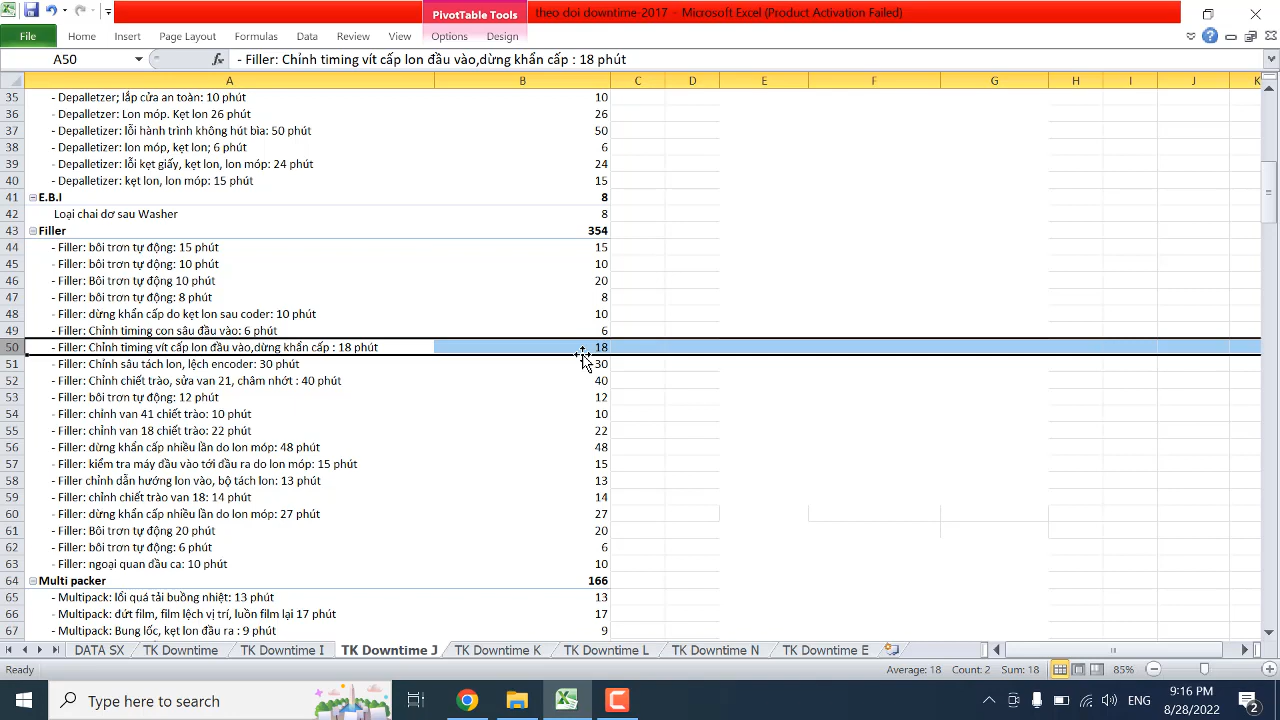 PivotTable Tools
theo doi downtime-2017 - Microsoft Excel (Product Activation Failed)
File Home Insert Page Layout Formulas Data Review View Options Design
A50 fx - Filler: Chỉnh timing vít cấp lon đầu vào,dừng khẩn cấp : 18 phút
A B C D E F G H I J K
35 - Depalletzer; lắp cửa an toàn: 10 phút 10
36 - Depalletzer: Lon móp. Kẹt lon 26 phút 26
37 - Depalletizer: lỗi hành trình không hút bìa: 50 phút 50
38 - Depalletizer: lon móp, kẹt lon; 6 phút 6
39 - Depalletizer: lỗi kẹt giấy, kẹt lon, lon móp: 24 phút 24
40 - Depalletizer: kẹt lon, lon móp: 15 phút 15
41 E.B.I 8
42 Loại chai dơ sau Washer 8
43 Filler 354
44 - Filler: bôi trơn tự động: 15 phút 15
45 - Filler: bôi trơn tự động: 10 phút 10
46 - Filler: Bôi trơn tự động 10 phút 20
47 - Filler: bôi trơn tự động: 8 phút 8
48 - Filler: dừng khẩn cấp do kẹt lon sau coder: 10 phút 10
49 - Filler: Chỉnh timing con sâu đầu vào: 6 phút 6
50 - Filler: Chỉnh timing vít cấp lon đầu vào,dừng khẩn cấp : 18 phút 18
51 - Filler: Chỉnh sâu tách lon, lệch encoder: 30 phút 30
52 - Filler: Chỉnh chiết trào, sửa van 21, châm nhớt : 40 phút 40
53 - Filler: bôi trơn tự động: 12 phút 12
54 - Filler: chỉnh van 41 chiết trào: 10 phút 10
55 - Filler: chỉnh van 18 chiết trào: 22 phút 22
56 - Filler: dừng khẩn cấp nhiều lần do lon móp: 48 phút 48
57 - Filler: kiểm tra máy đầu vào tới đầu ra do lon móp: 15 phút 15
58 - Filler chỉnh dẫn hướng lon vào, bộ tách lon: 13 phút 13
59 - Filler: chỉnh chiết trào van 18: 14 phút 14
60 - Filler: dừng khẩn cấp nhiều lần do lon móp: 27 phút 27
61 - Filler: Bôi trơn tự động 20 phút 20
62 - Filler: bôi trơn tự động: 6 phút 6
63 - Filler: ngoại quan đầu ca: 10 phút 10
64 Multi packer 166
65 - Multipack: lổi quá tải buồng nhiệt: 13 phút 13
66 - Multipack: đứt film, film lệch vị trí, luồn film lại 17 phút 17
67 - Multipack: Bung lốc, kẹt lon đầu ra : 9 phút 9
DATA SX TK Downtime TK Downtime I TK Downtime J TK Downtime K TK Downtime L TK Downtime N TK Downtime E
Ready Average: 18 Count: 2 Sum: 18 85%
Type here to search ENG 9:16 PM
8/28/2022 2